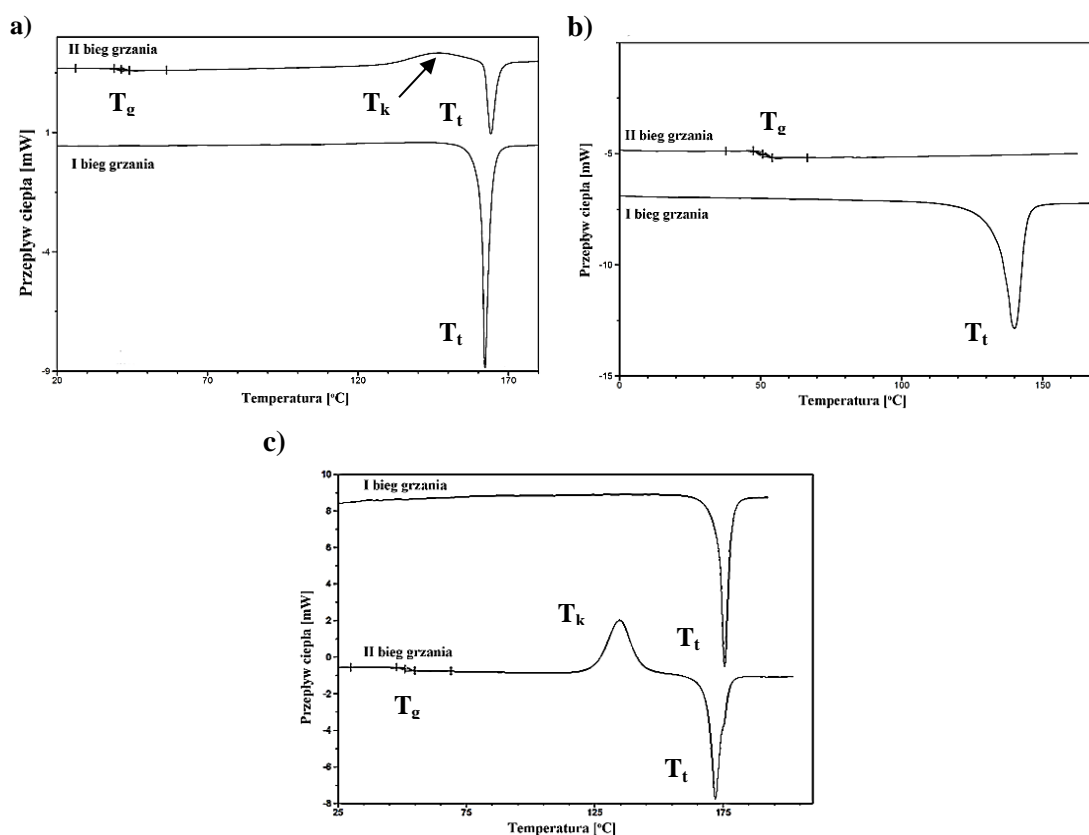 a)
II bieg grzania
T_g
T_k
T_t
1
I bieg grzania
-4
T_t
-9
20
70
120
170
Temperatura [°C]
Przepływ ciepła [mW]
b)
II bieg grzania
T_g
-5
I bieg grzania
-10
T_t
-15
0
50
100
150
Temperatura [°C]
Przepływ ciepła [mW]
c)
10
I bieg grzania
8
6
4
T_k
2
T_t
0
II bieg grzania
-2
T_g
-4
T_t
-6
-8
25
75
125
175
Temperatura [°C]
Przepływ ciepła [mW]